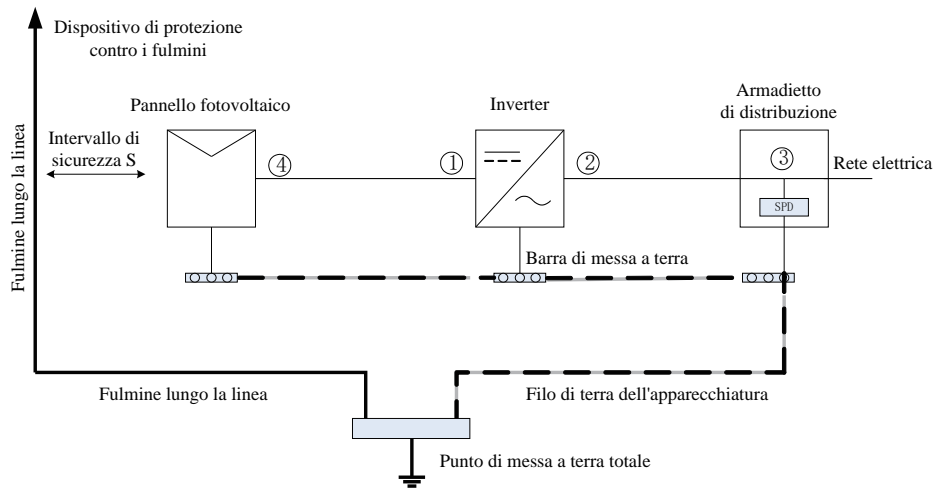 Dispositivo di protezione
contro i fulmini
Fulmine lungo la linea
Intervallo di
sicurezza S
Pannello fotovoltaico
Inverter
Armadietto
di distribuzione
④
①
②
③
Rete elettrica
SPD
Barra di messa a terra
Fulmine lungo la linea
Filo di terra dell'apparecchiatura
Punto di messa a terra totale